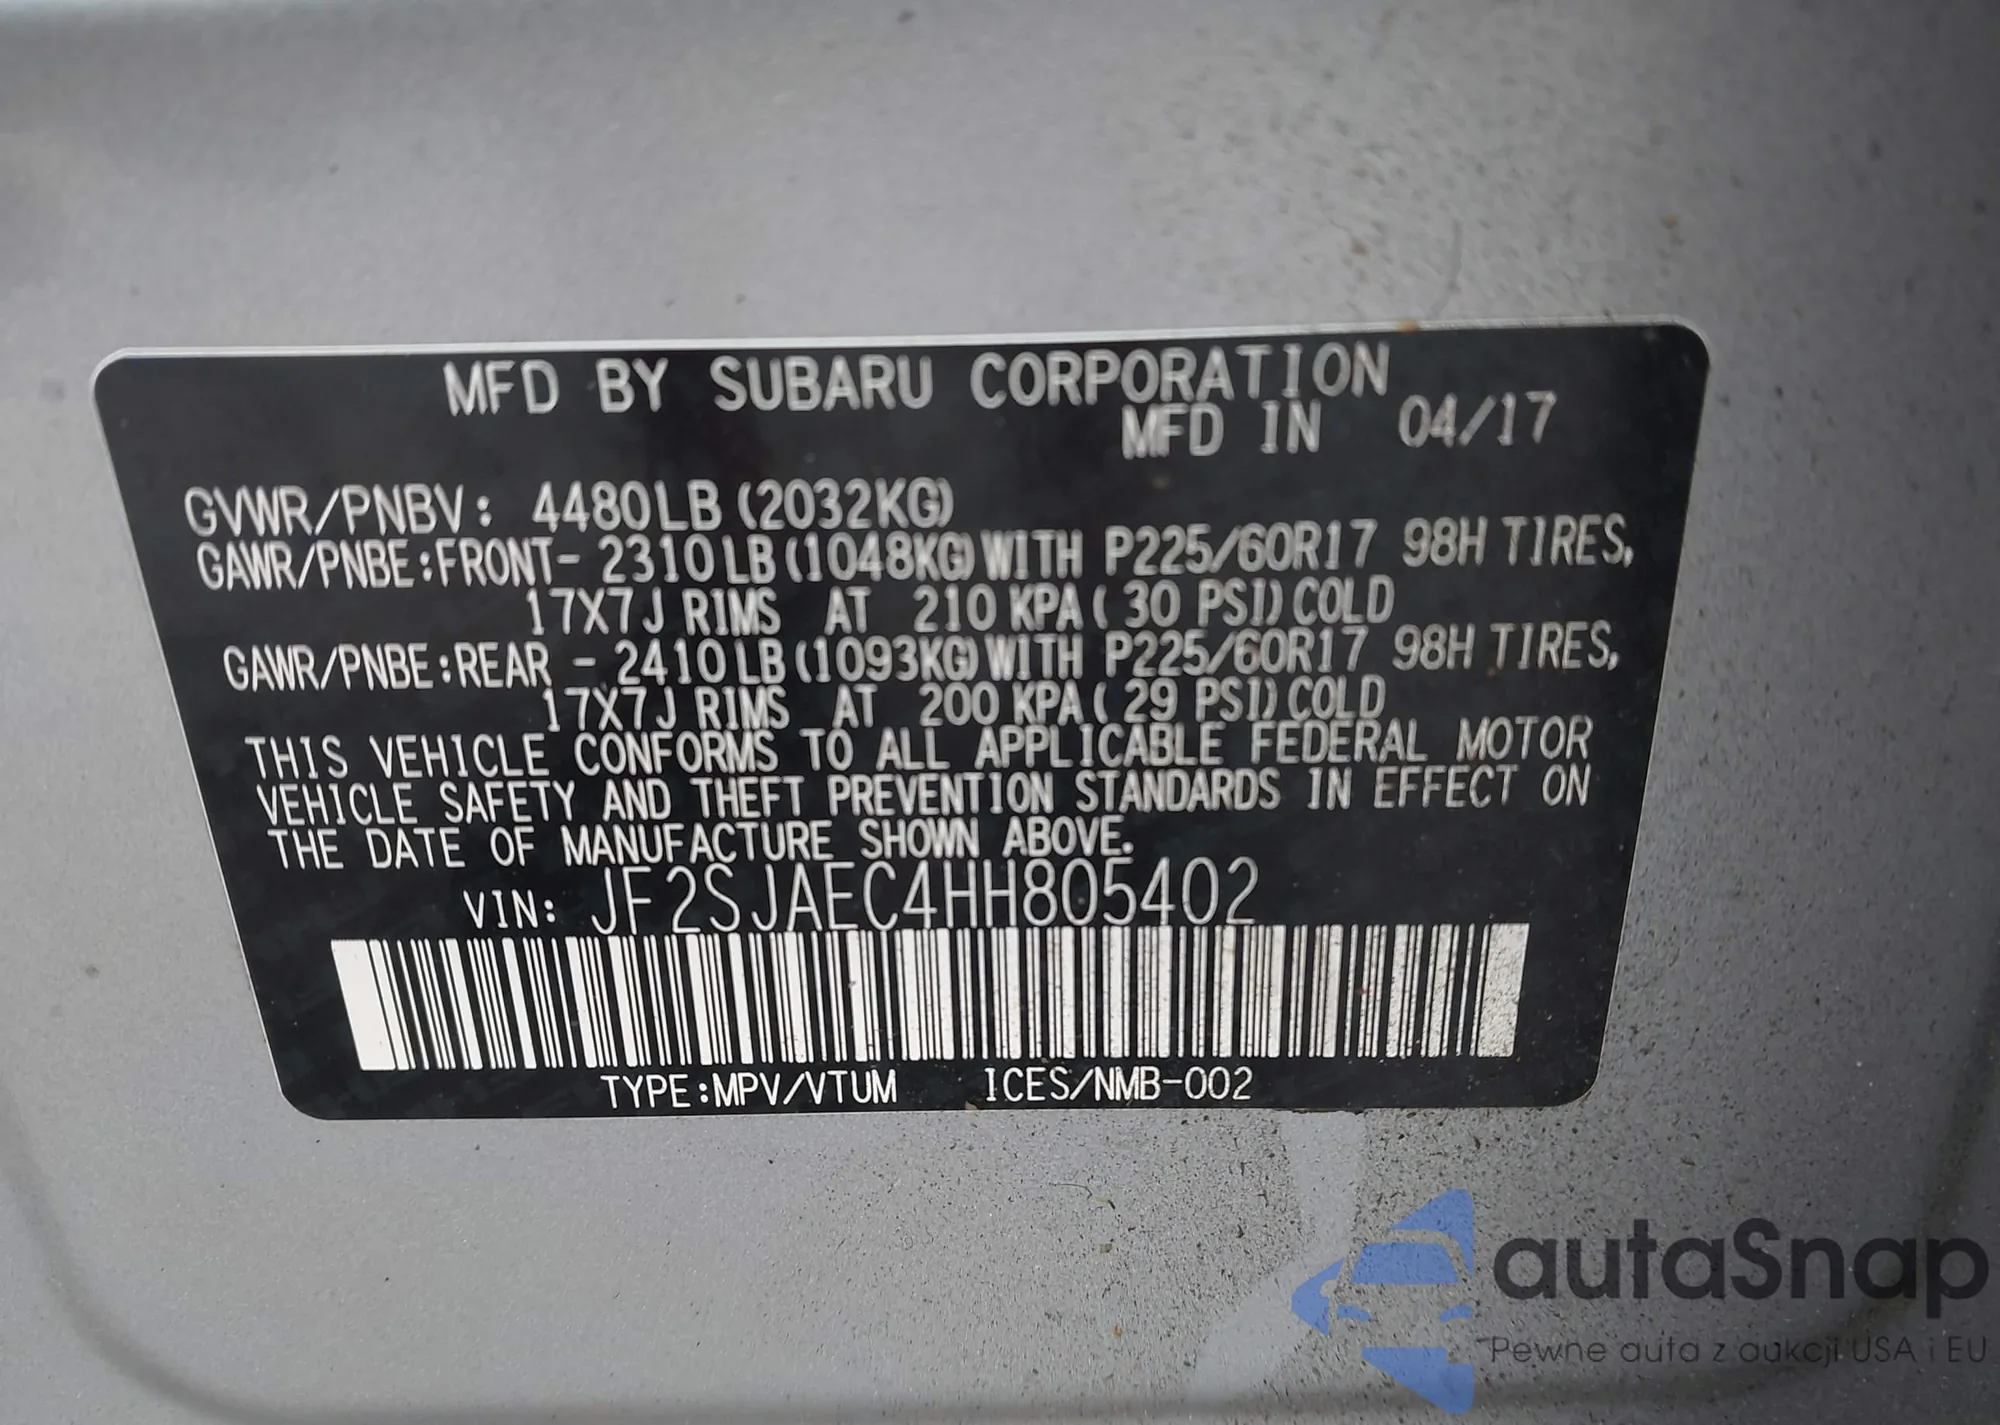 MFD BY SUBARU CORPORATION
MFD IN 04/17
GVWR/PNBV: 4480LB (2032KG)
GAWR/PNBE:FRONT- 2310LB (1048KG) WITH P225/60R17 98H TIRES,
17X7J RIMS AT 210 KPA( 30 PSI) COLD
GAWR/PNBE:REAR - 2410LB (1093KG) WITH P225/60R17 98H TIRES,
17X7J RIMS AT 200 KPA( 29 PSI) COLD
THIS VEHICLE CONFORMS TO ALL APPLICABLE FEDERAL MOTOR
VEHICLE SAFETY AND THEFT PREVENTION STANDARDS IN EFFECT ON
THE DATE OF MANUFACTURE SHOWN ABOVE.
VIN: JF2SJAEC4HH805402
TYPE:MPV/VTUM ICES/NMB-002
autaSnap
Pewne auta z aukcji USA i EU